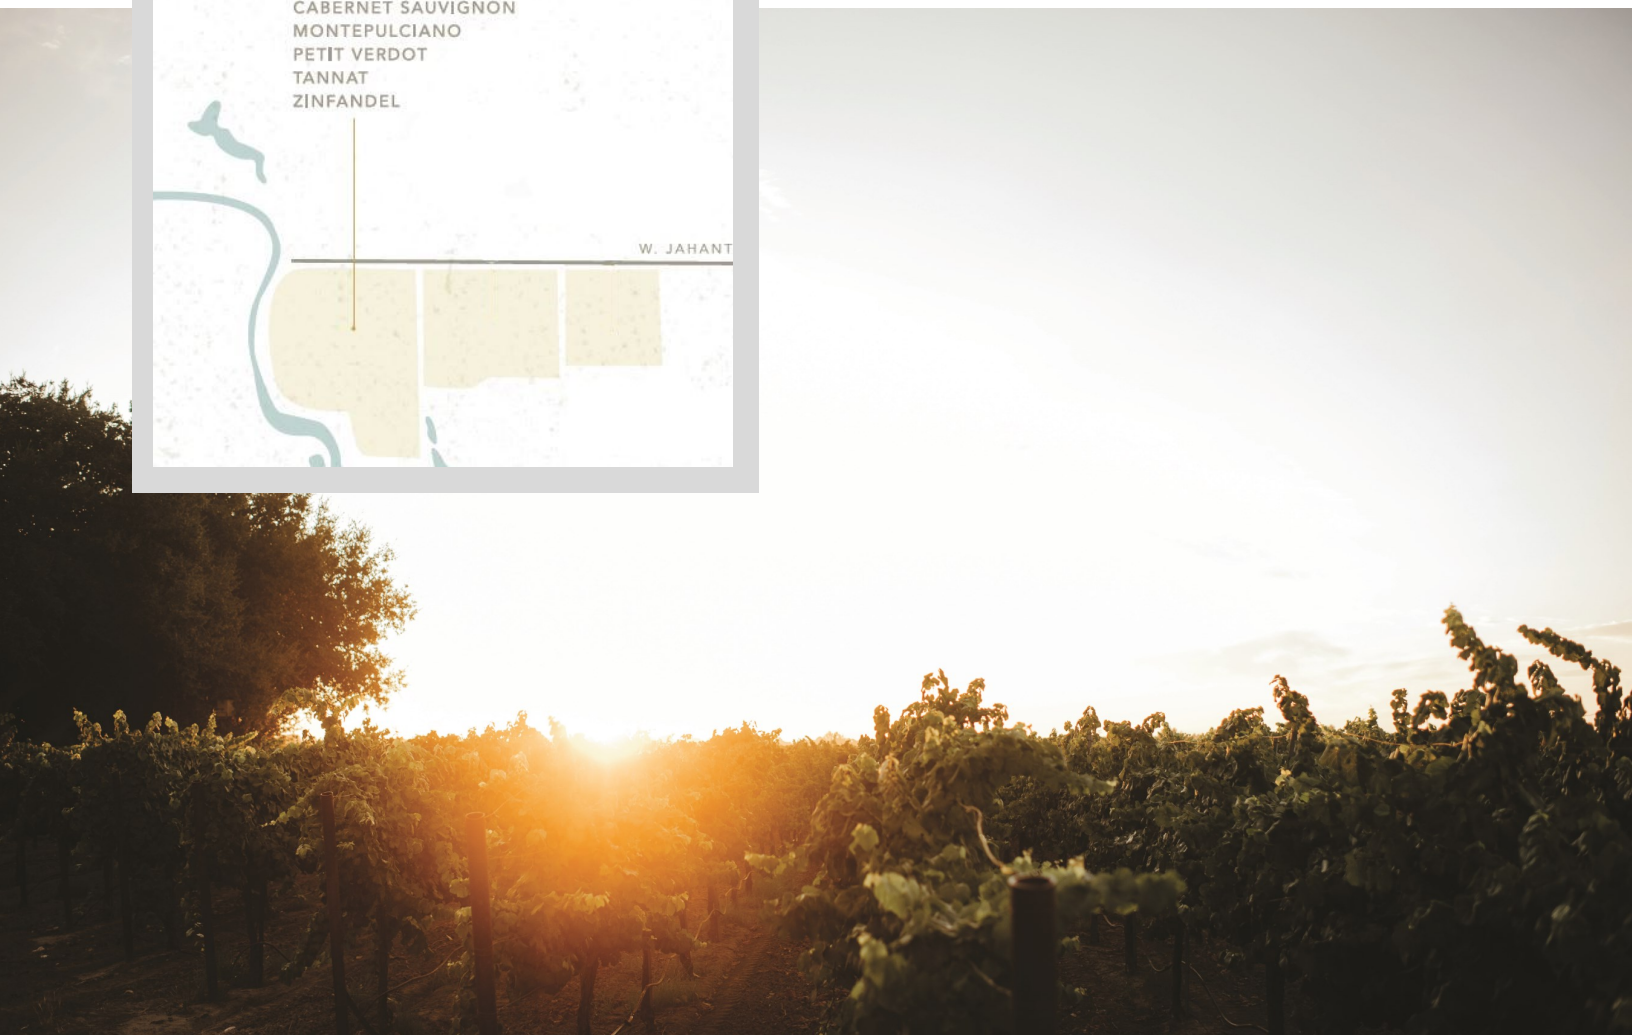 CABERNET SAUVIGNON
MONTEPULCIANO
PETIT VERDOT
TANNAT
ZINFANDEL
W. JAHANT